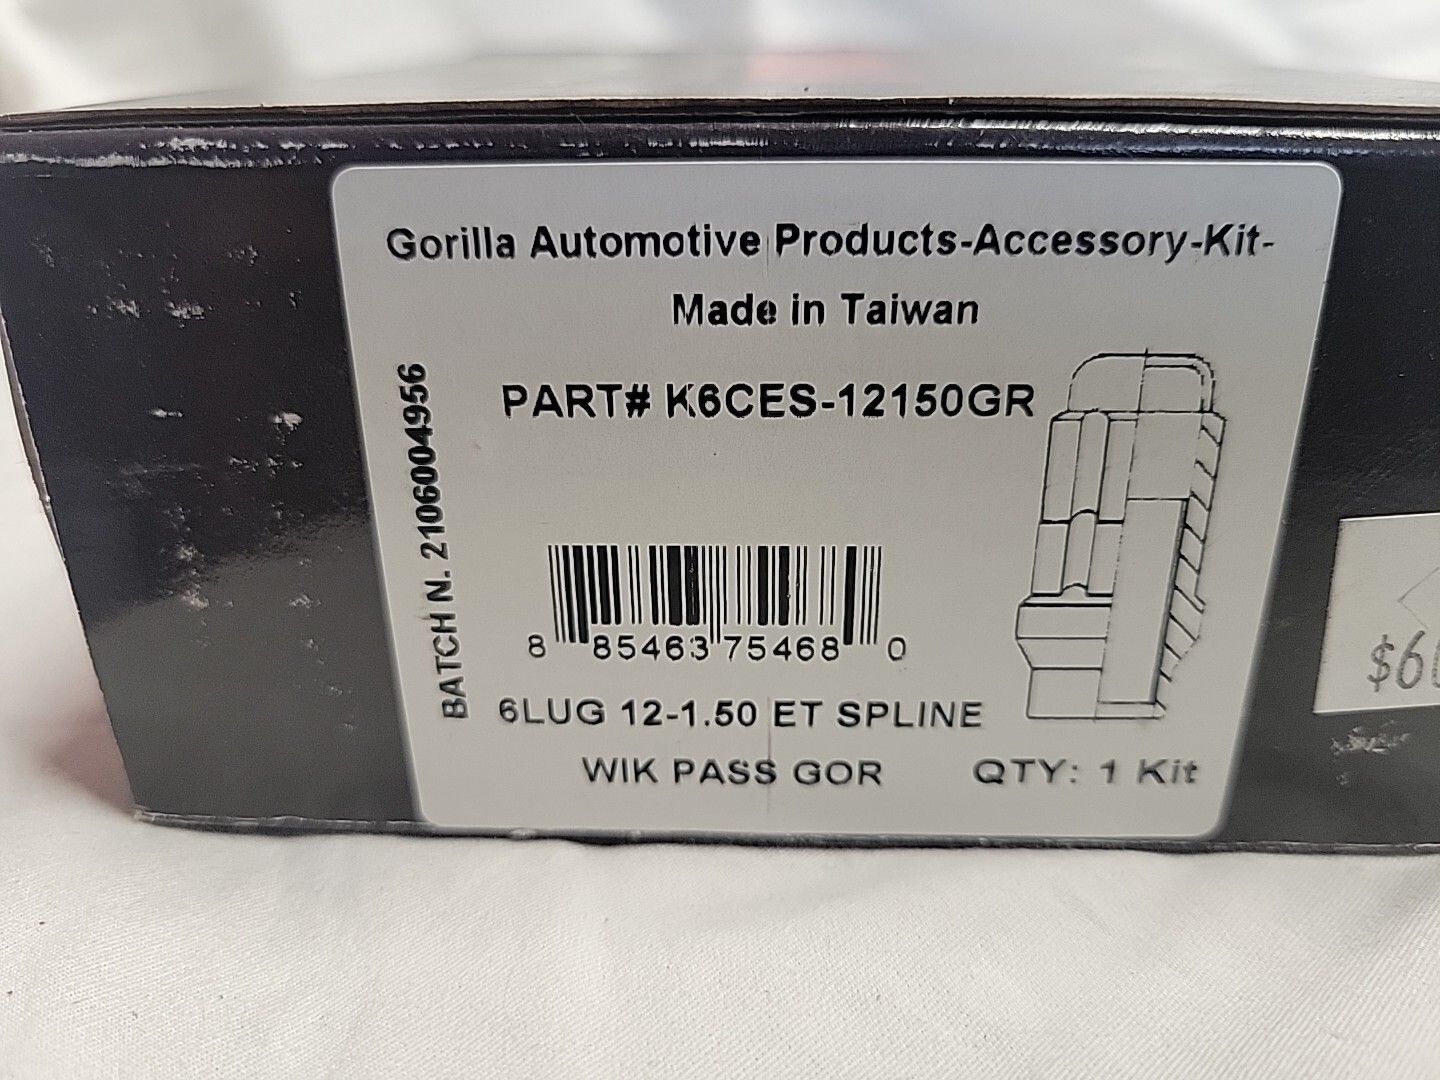 Gorilla Automotive Products-Accessory-Kit-
Made in Taiwan
PART# K6CES-12150GR
BATCH N. 2106004956
8 85463 75468 0
6LUG 12-1.50 ET SPLINE
WIK PASS GOR QTY: 1 Kit